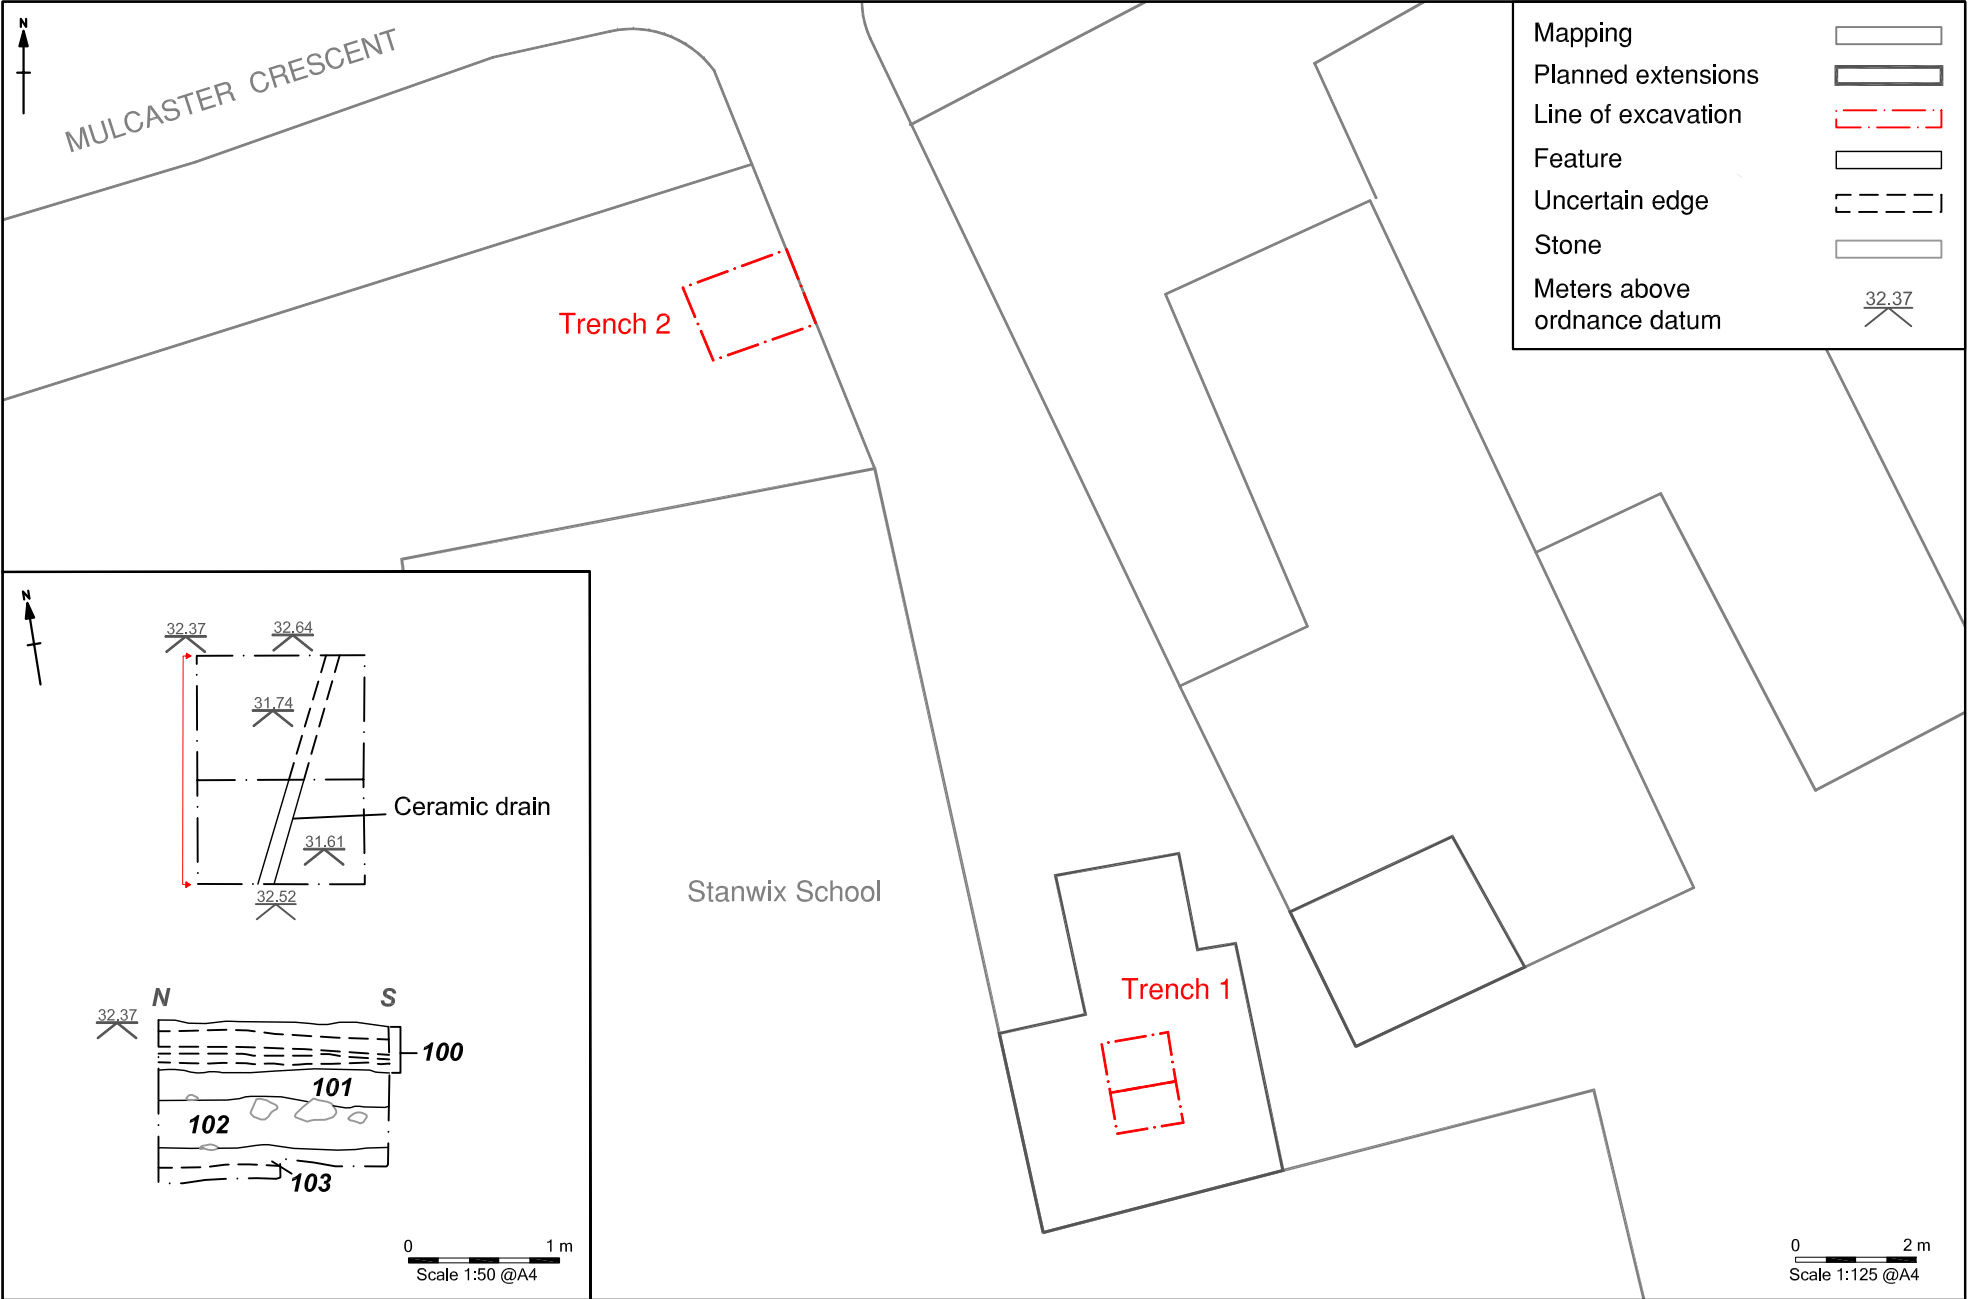 N
MULCASTER CRESCENT
Mapping
Planned extensions
Line of excavation
Feature
Uncertain edge
Stone
Meters above
ordnance datum
32.37
Trench 2
Stanwix School
Trench 1
N
32.37
32.64
31.74
Ceramic drain
31.61
32.52
N
S
32.37
100
101
102
103
0
1 m
Scale 1:50 @A4
0
2 m
Scale 1:125 @A4